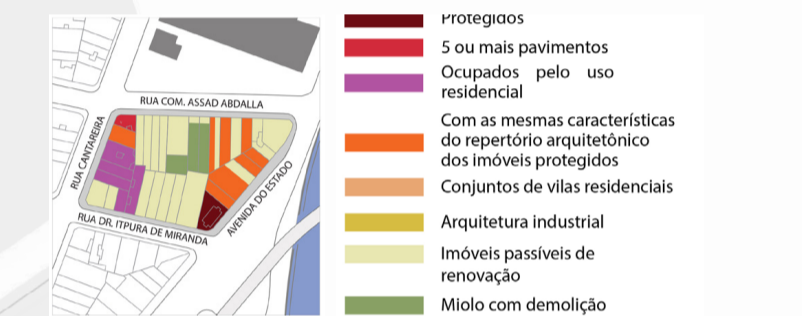 RUA COM. ASSAD ABDALLA
RUA CANTAREIRA
AVENIDA DO ESTADO
RUA DR. ITPURA DE MIRANDA
Protegidos
5 ou mais pavimentos
Ocupados pelo uso
residencial
Com as mesmas características
do repertório arquitetônico
dos imóveis protegidos
Conjuntos de vilas residenciais
Arquitetura industrial
Imóveis passíveis de
renovação
Miolo com demolição